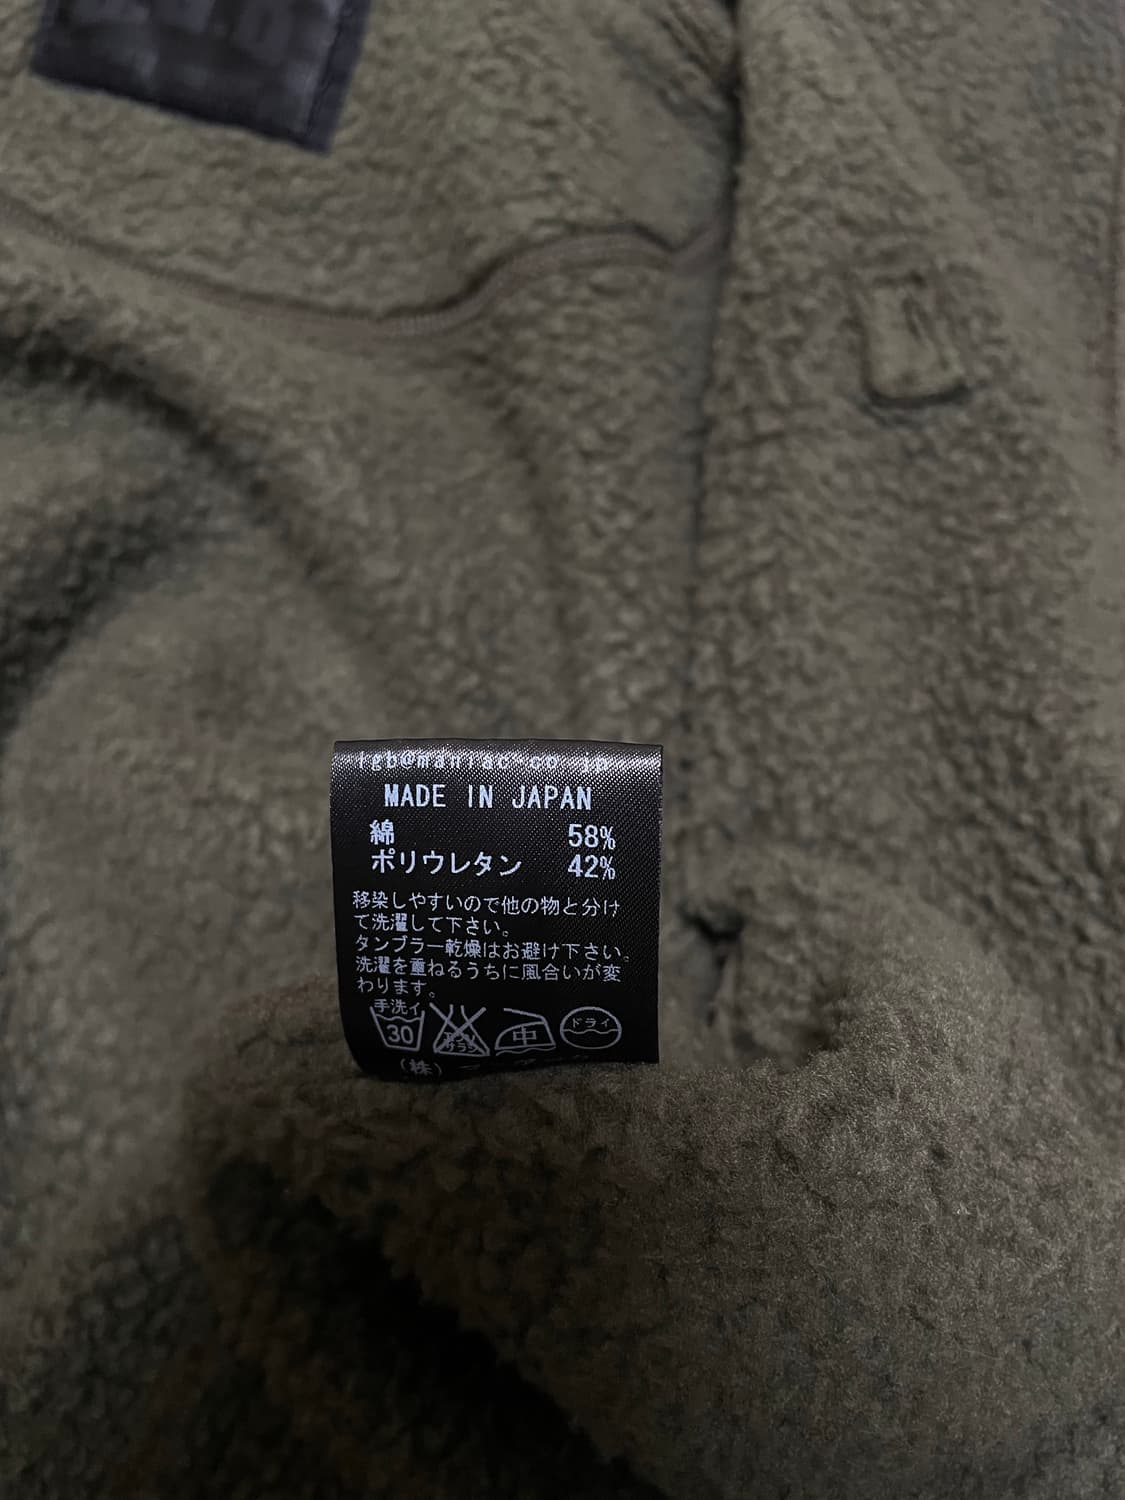 lgb@maniac-co.jp
MADE IN JAPAN
綿 58%
ポリウレタン 42%
移染しやすいので他の物と分け
て洗濯して下さい。
タンブラー乾燥はお避け下さい。
洗濯を重ねるうちに風合いが変
わります。
手洗イ
30
中
ドライ
(株)